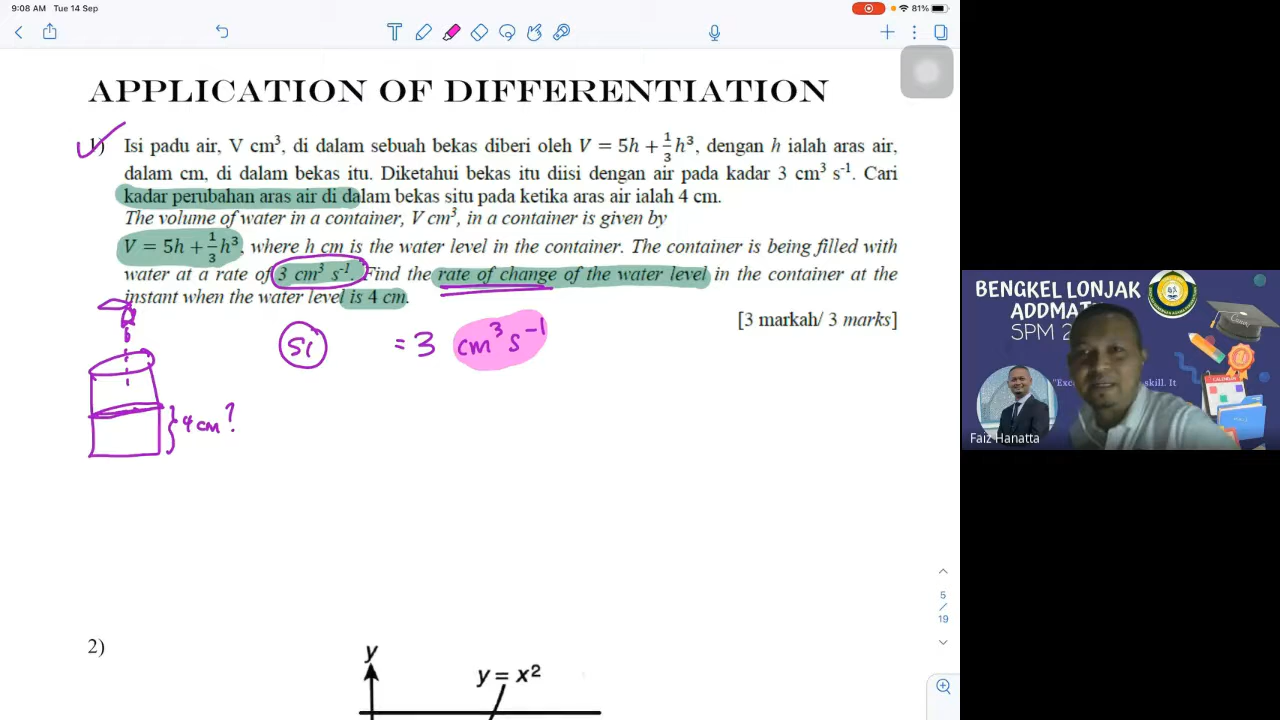 9:08 AM Tue 14 Sep
81%
APPLICATION OF DIFFERENTIATION
1) Isi padu air, V cm³, di dalam sebuah bekas diberi oleh V = 5h + 1/3 h³, dengan h ialah aras air,
dalam cm, di dalam bekas itu. Diketahui bekas itu diisi dengan air pada kadar 3 cm³ s⁻¹. Cari
kadar perubahan aras air di dalam bekas situ pada ketika aras air ialah 4 cm.
The volume of water in a container, V cm³, in a container is given by
V = 5h + 1/3 h³, where h cm is the water level in the container. The container is being filled with
water at a rate of 3 cm³ s⁻¹. Find the rate of change of the water level in the container at the
instant when the water level is 4 cm.
[3 markah/ 3 marks]
SI = 3 cm³ s⁻¹
4 cm ?
2)
y
y = x²
5
/
19
BENGKEL LONJAK
ADDMAT
SPM 2
CALENDAR
skill. It
Faiz Hanatta